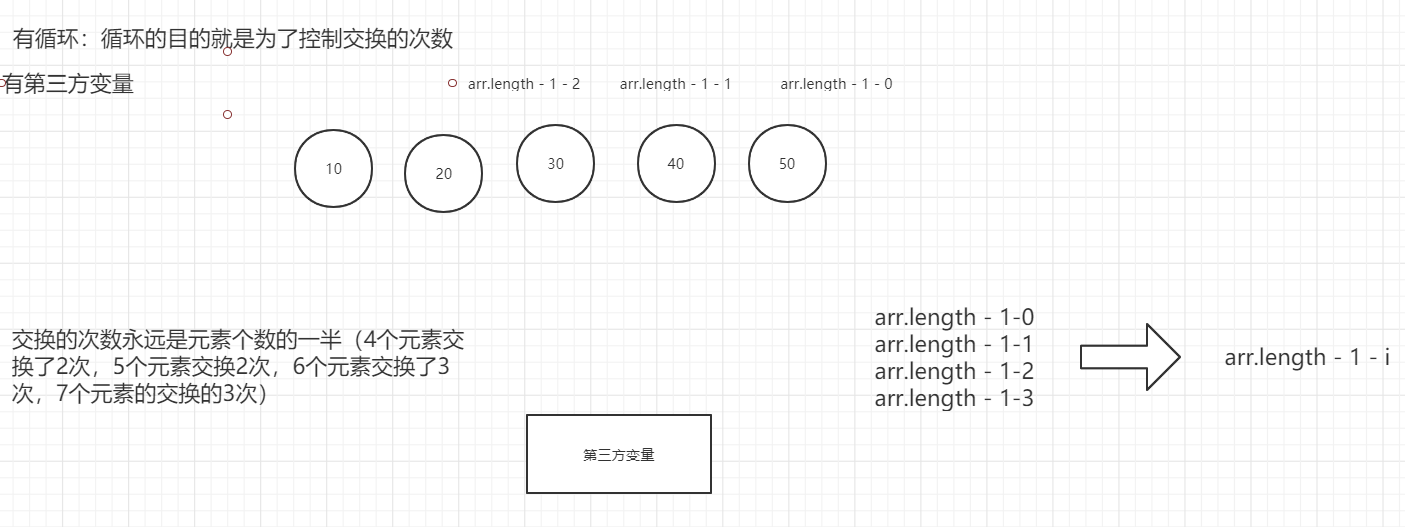 有循环：循环的目的就是为了控制交换的次数
有第三方变量
arr.length - 1 - 2
arr.length - 1 - 1
arr.length - 1 - 0
10
20
30
40
50
交换的次数永远是元素个数的一半（4个元素交
换了2次，5个元素交换2次，6个元素交换了3
次，7个元素的交换的3次）
arr.length - 1-0
arr.length - 1-1
arr.length - 1-2
arr.length - 1-3
arr.length - 1 - i
第三方变量